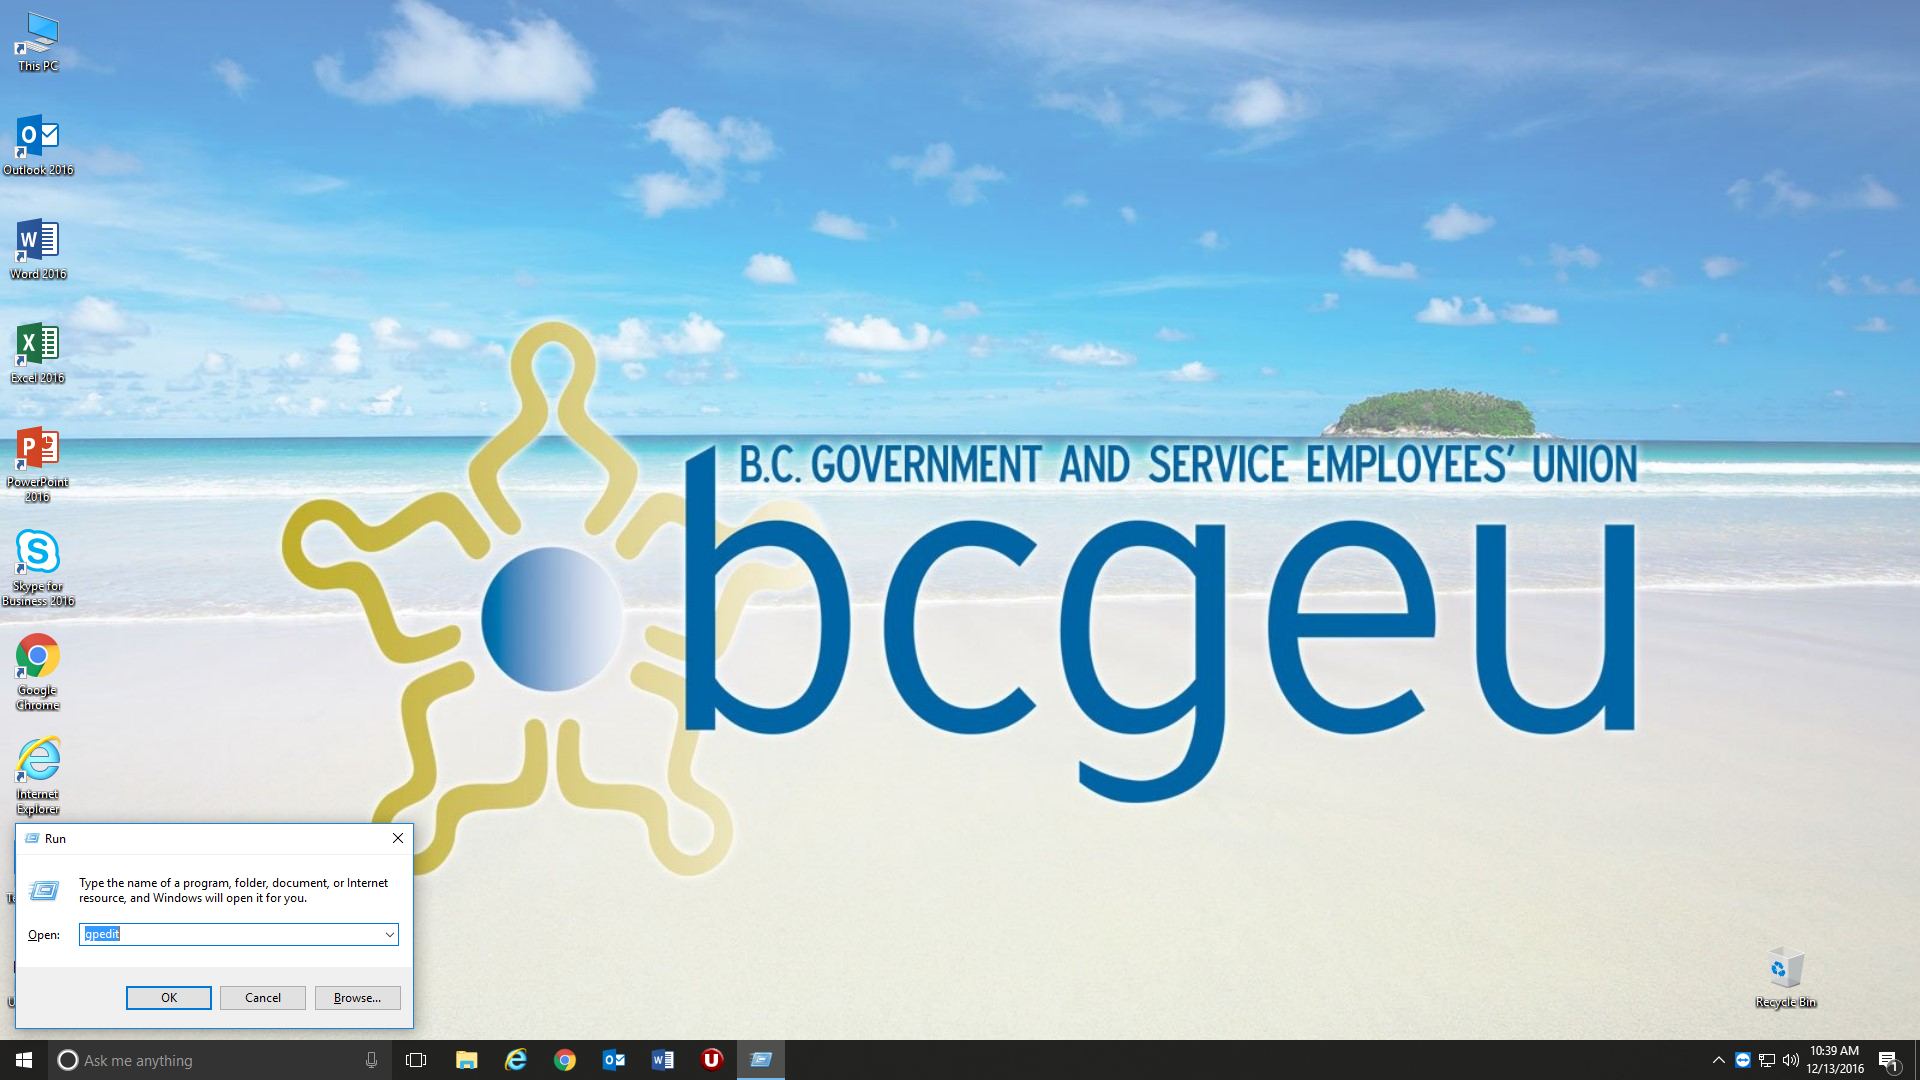 This PC
Outlook 2016
Word 2016
Excel 2016
PowerPoint
2016
Skype for
Business 2016
Google
Chrome
Internet
Explorer
B.C. GOVERNMENT AND SERVICE EMPLOYEES' UNION
bcgeu
Run
Type the name of a program, folder, document, or Internet
resource, and Windows will open it for you.
Open:
gpedit
OK
Cancel
Browse...
Recycle Bin
Ask me anything
10:39 AM
12/13/2016
1